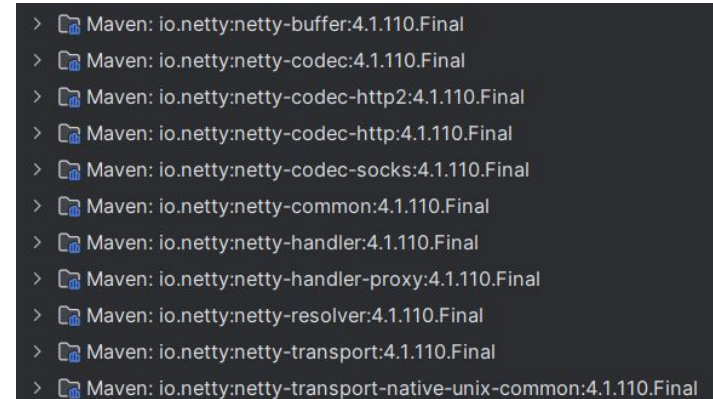 Maven: io.netty:netty-buffer:4.1.110.Final
Maven: io.netty:netty-codec:4.1.110.Final
Maven: io.netty:netty-codec-http2:4.1.110.Final
Maven: io.netty:netty-codec-http:4.1.110.Final
Maven: io.netty:netty-codec-socks:4.1.110.Final
Maven: io.netty:netty-common:4.1.110.Final
Maven: io.netty:netty-handler:4.1.110.Final
Maven: io.netty:netty-handler-proxy:4.1.110.Final
Maven: io.netty:netty-resolver:4.1.110.Final
Maven: io.netty:netty-transport:4.1.110.Final
Maven: io.netty:netty-transport-native-unix-common:4.1.110.Final